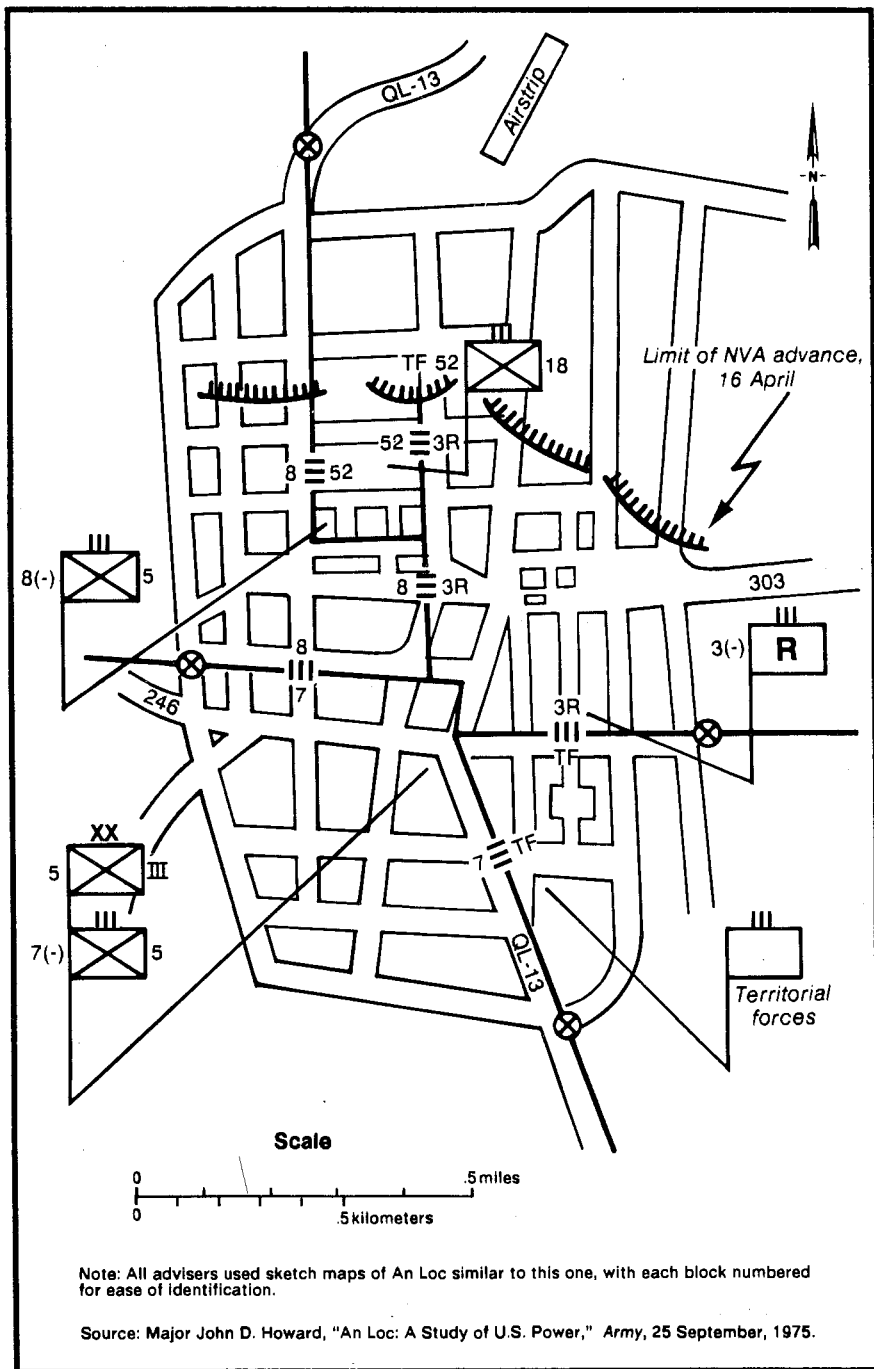 QL-13
Airstrip
-N-
TF 52
18
Limit of NVA advance,
16 April
52 3R
8 52
8(-) 5
8 3R
303
3(-) R
8
7
246
3R
TF
XX
5 III
7 TF
7(-) 5
QL-13
Territorial
forces
Scale
0 .5 miles
0 .5 kilometers
Note: All advisers used sketch maps of An Loc similar to this one, with each block numbered
for ease of identification.
Source: Major John D. Howard, "An Loc: A Study of U.S. Power," Army, 25 September, 1975.